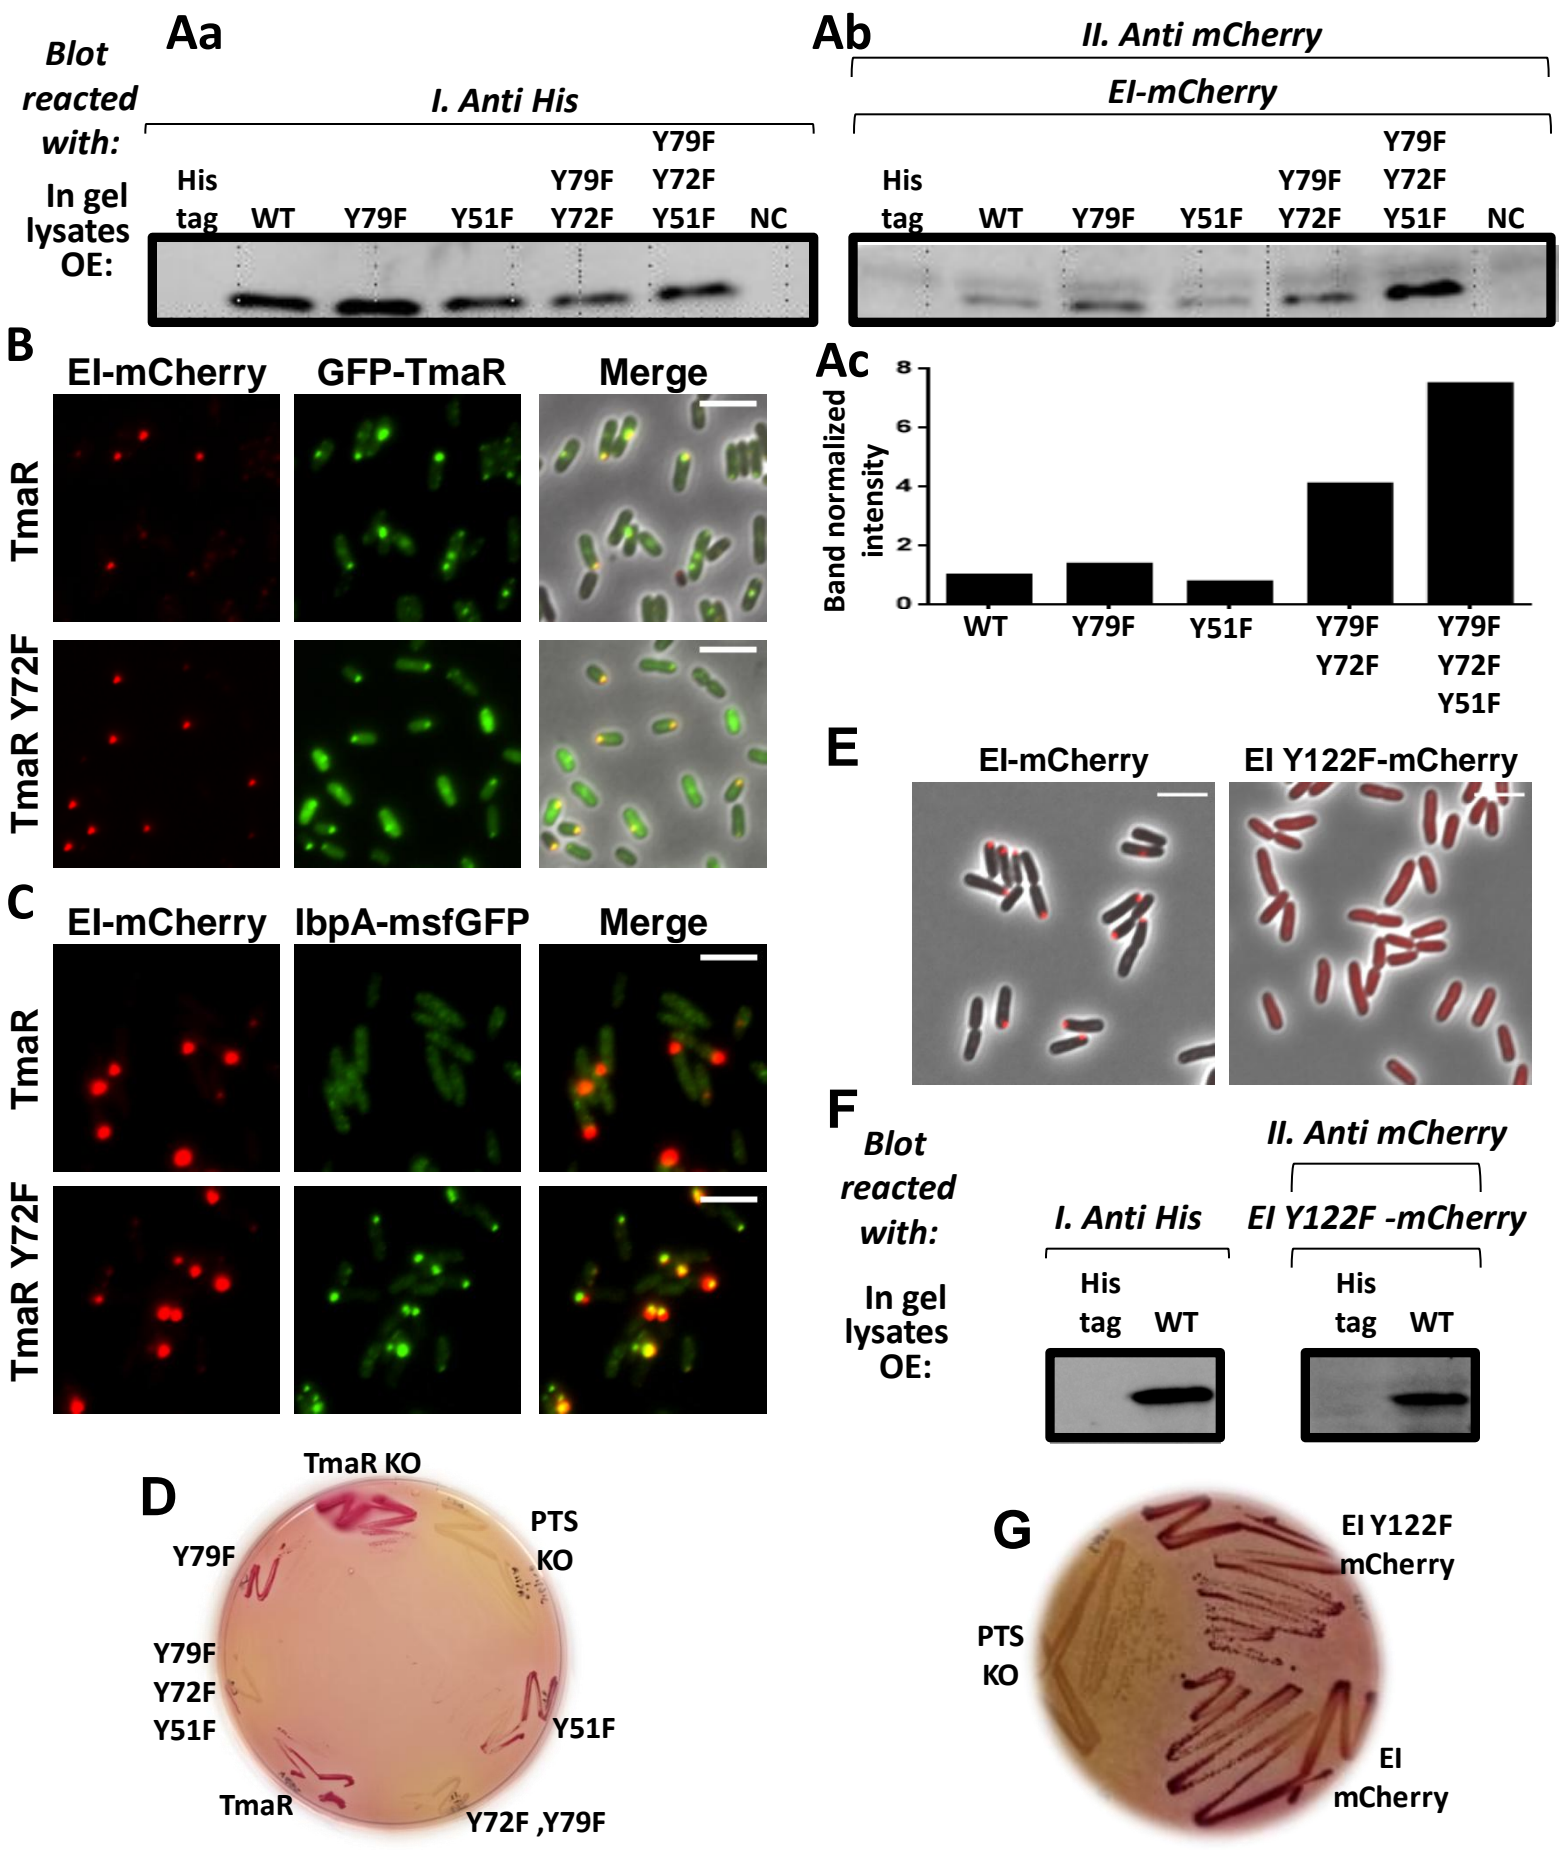 Aa
Blot
reacted
with:
I. Anti His
In gel
lysates
OE:
His
tag
WT
Y79F
Y51F
Y79F
Y72F
Y79F
Y72F
Y51F
NC
Ab
II. Anti mCherry
EI-mCherry
His
tag
WT
Y79F
Y51F
Y79F
Y72F
Y79F
Y72F
Y51F
NC
B
EI-mCherry
GFP-TmaR
Merge
TmaR
TmaR Y72F
Ac
Band normalized
intensity
8
6
4
2
0
WT
Y79F
Y51F
Y79F
Y72F
Y79F
Y72F
Y51F
C
EI-mCherry
IbpA-msfGFP
Merge
TmaR
TmaR Y72F
E
EI-mCherry
EI Y122F-mCherry
F
Blot
reacted
with:
I. Anti His
II. Anti mCherry
EI Y122F -mCherry
In gel
lysates
OE:
His
tag
WT
His
tag
WT
D
TmaR KO
PTS
KO
Y79F
Y79F
Y72F
Y51F
Y51F
TmaR
Y72F ,Y79F
G
EI Y122F
mCherry
PTS
KO
EI
mCherry